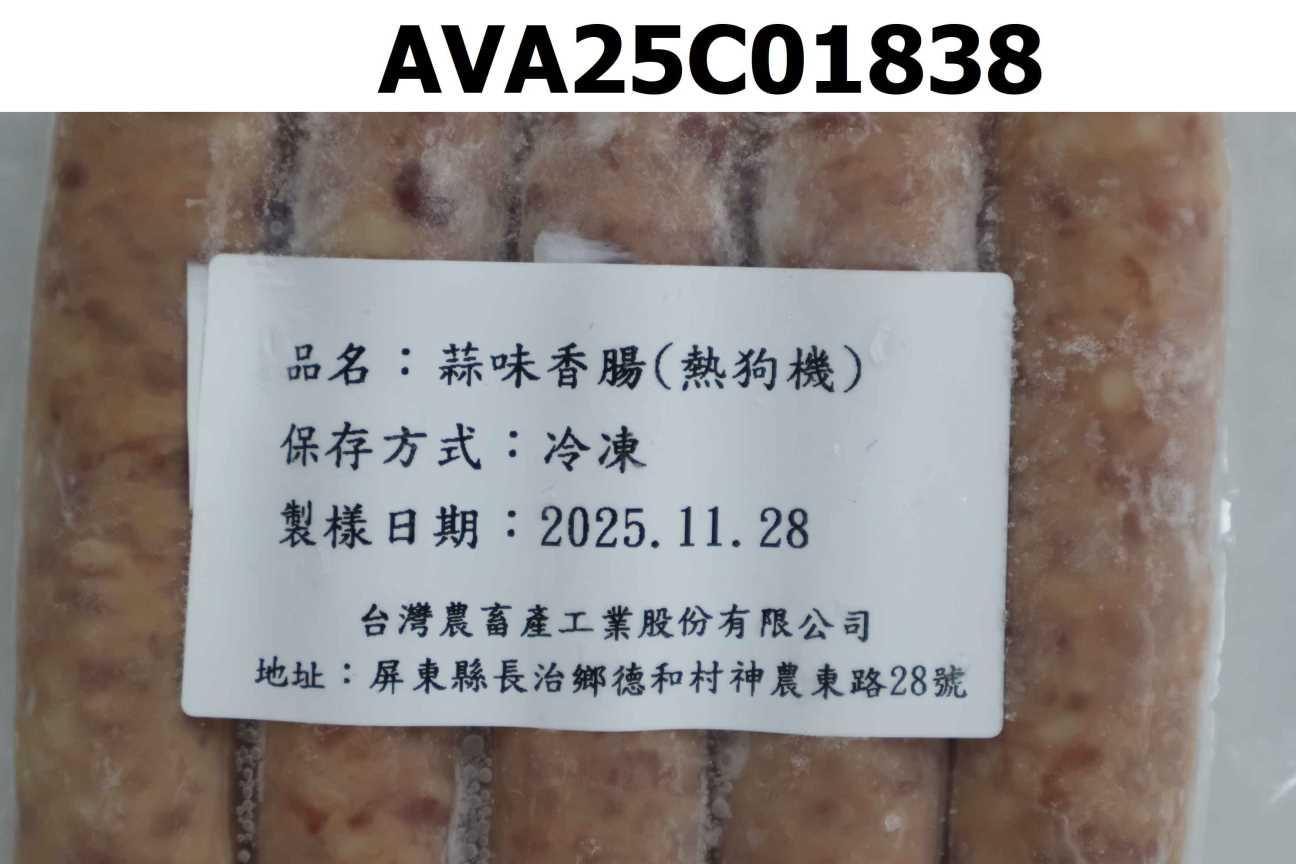 AVA25C01838
品名：蒜味香腸(熱狗機)
保存方式：冷凍
製樣日期：2025.11.28
台灣農畜產工業股份有限公司
地址：屏東縣長治鄉德和村神農東路28號